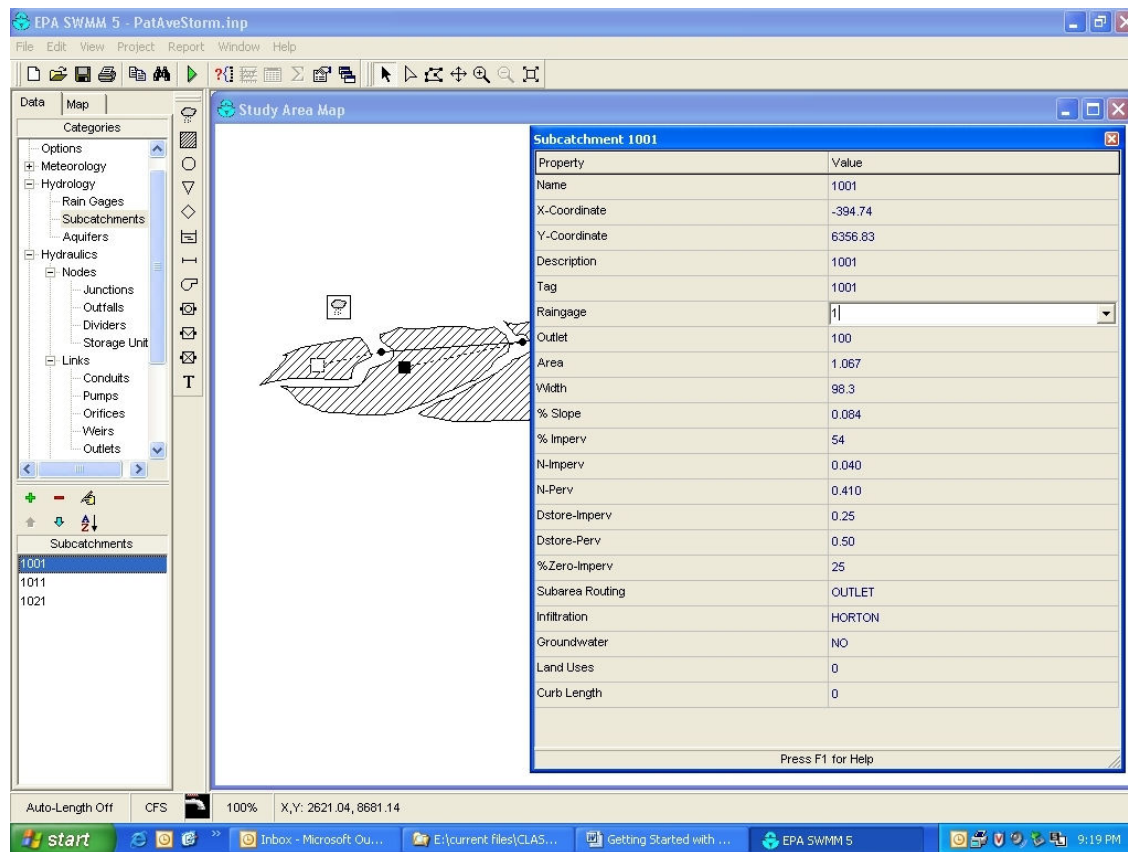 EPA SWMM 5 - PatAveStorm.inp
File Edit View Project Report Window Help
Data Map
Categories
Options
Meteorology
Hydrology
Rain Gages
Subcatchments
Aquifers
Hydraulics
Nodes
Junctions
Outfalls
Dividers
Storage Unit
Links
Conduits
Pumps
Orifices
Weirs
Outlets
Subcatchments
1001
1011
1021
T
Study Area Map
Subcatchment 1001
Property Value
Name 1001
X-Coordinate -394.74
Y-Coordinate 6356.83
Description 1001
Tag 1001
Raingage 1
Outlet 100
Area 1.067
Width 98.3
% Slope 0.084
% Imperv 54
N-Imperv 0.040
N-Perv 0.410
Dstore-Imperv 0.25
Dstore-Perv 0.50
%Zero-Imperv 25
Subarea Routing OUTLET
Infiltration HORTON
Groundwater NO
Land Uses 0
Curb Length 0
Press F1 for Help
Auto-Length Off CFS 100% X,Y: 2621.04, 8681.14
start Inbox - Microsoft Ou... E:\current files\CLAS... Getting Started with ... EPA SWMM 5 9:19 PM